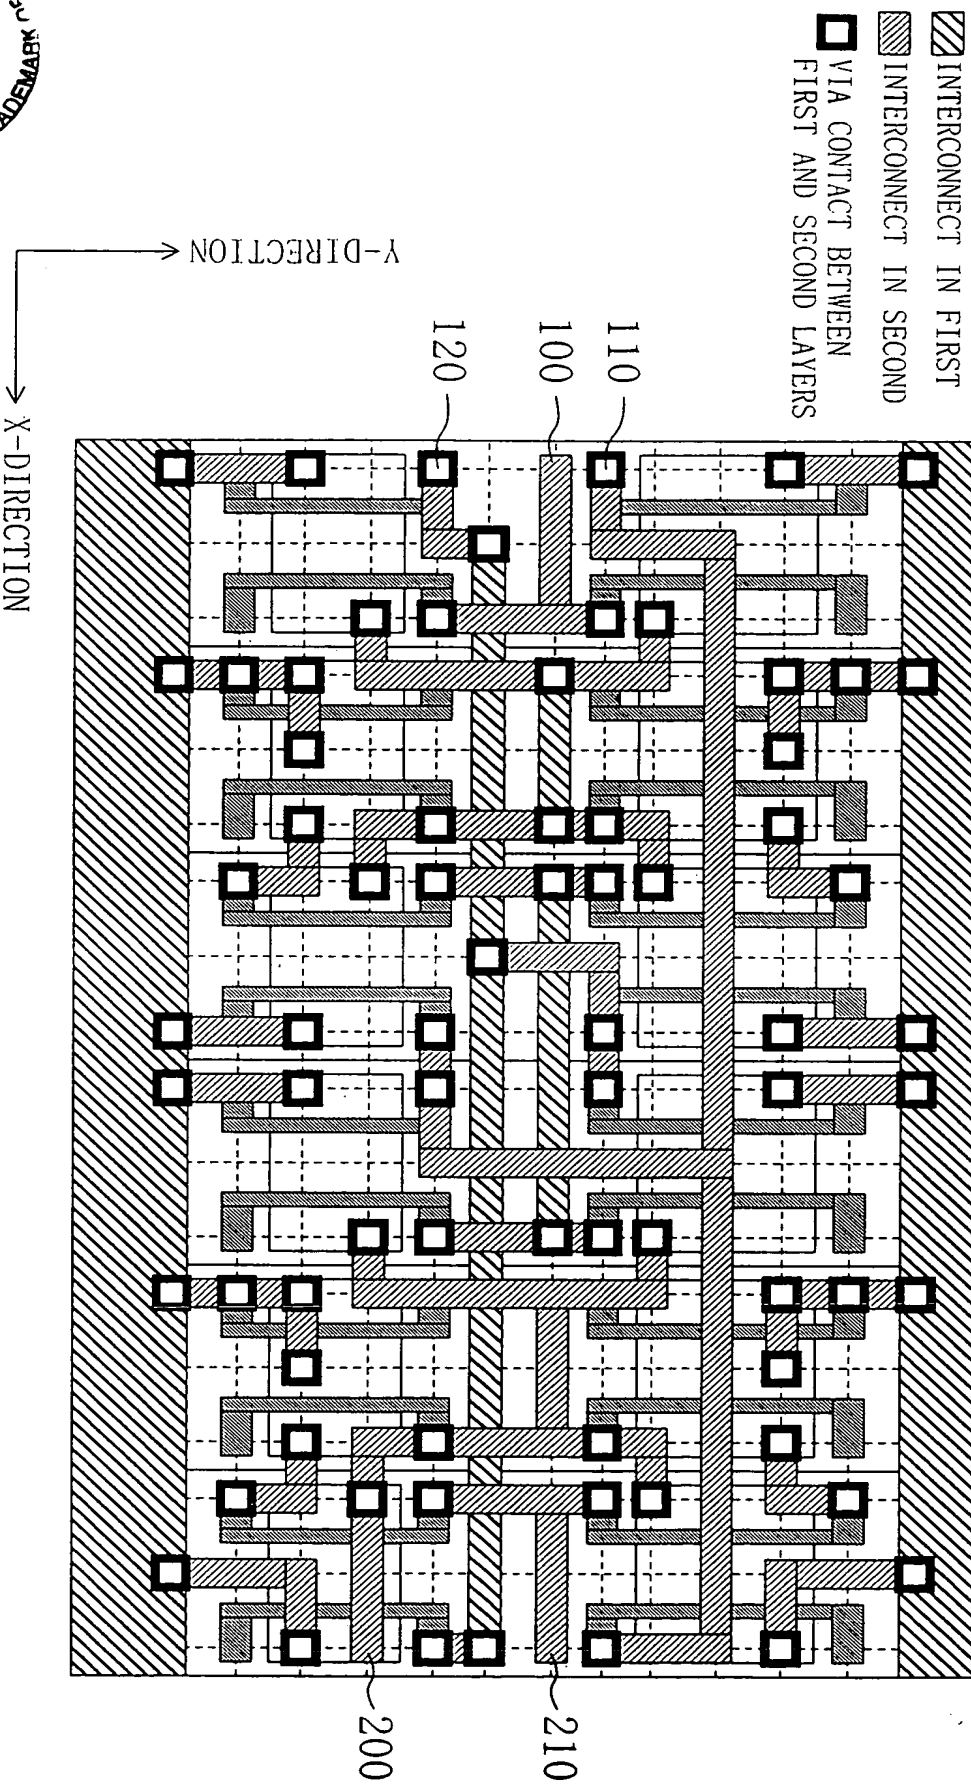 INTERCONNECT IN FIRST
INTERCONNECT IN SECOND
VIA CONTACT BETWEEN
FIRST AND SECOND LAYERS
Y-DIRECTION
X-DIRECTION
110
100
120
210
200